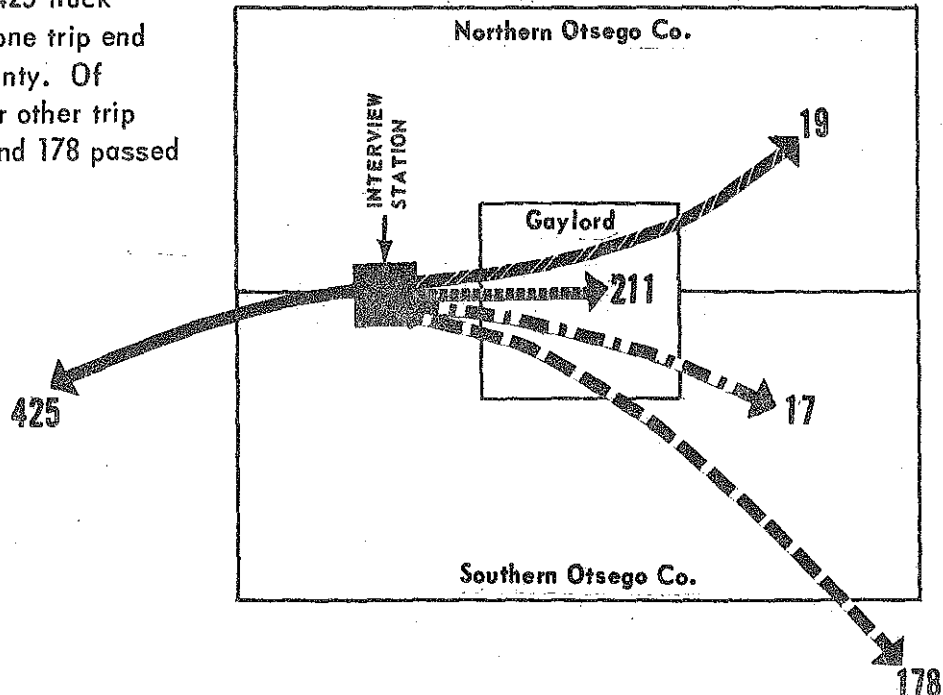 425 truck
one trip end
nty. Of
r other trip
nd 178 passed
Northern Otsego Co.
INTERVIEW
STATION
19
Gaylord
211
425
17
Southern Otsego Co.
178